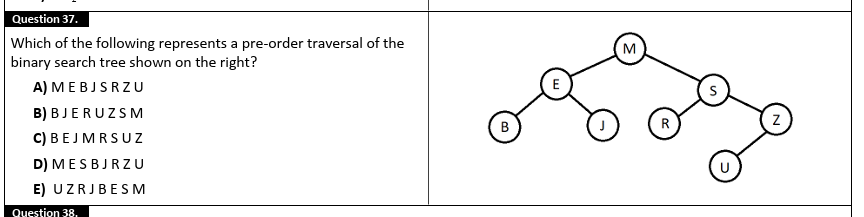 Question 37.
Which of the following represents a pre-order traversal of the
binary search tree shown on the right?
A) M E B J S R Z U
B) B J E R U Z S M
C) B E J M R S U Z
D) M E S B J R Z U
E) U Z R J B E S M
M
E
S
B
J
R
Z
U
Question 38.